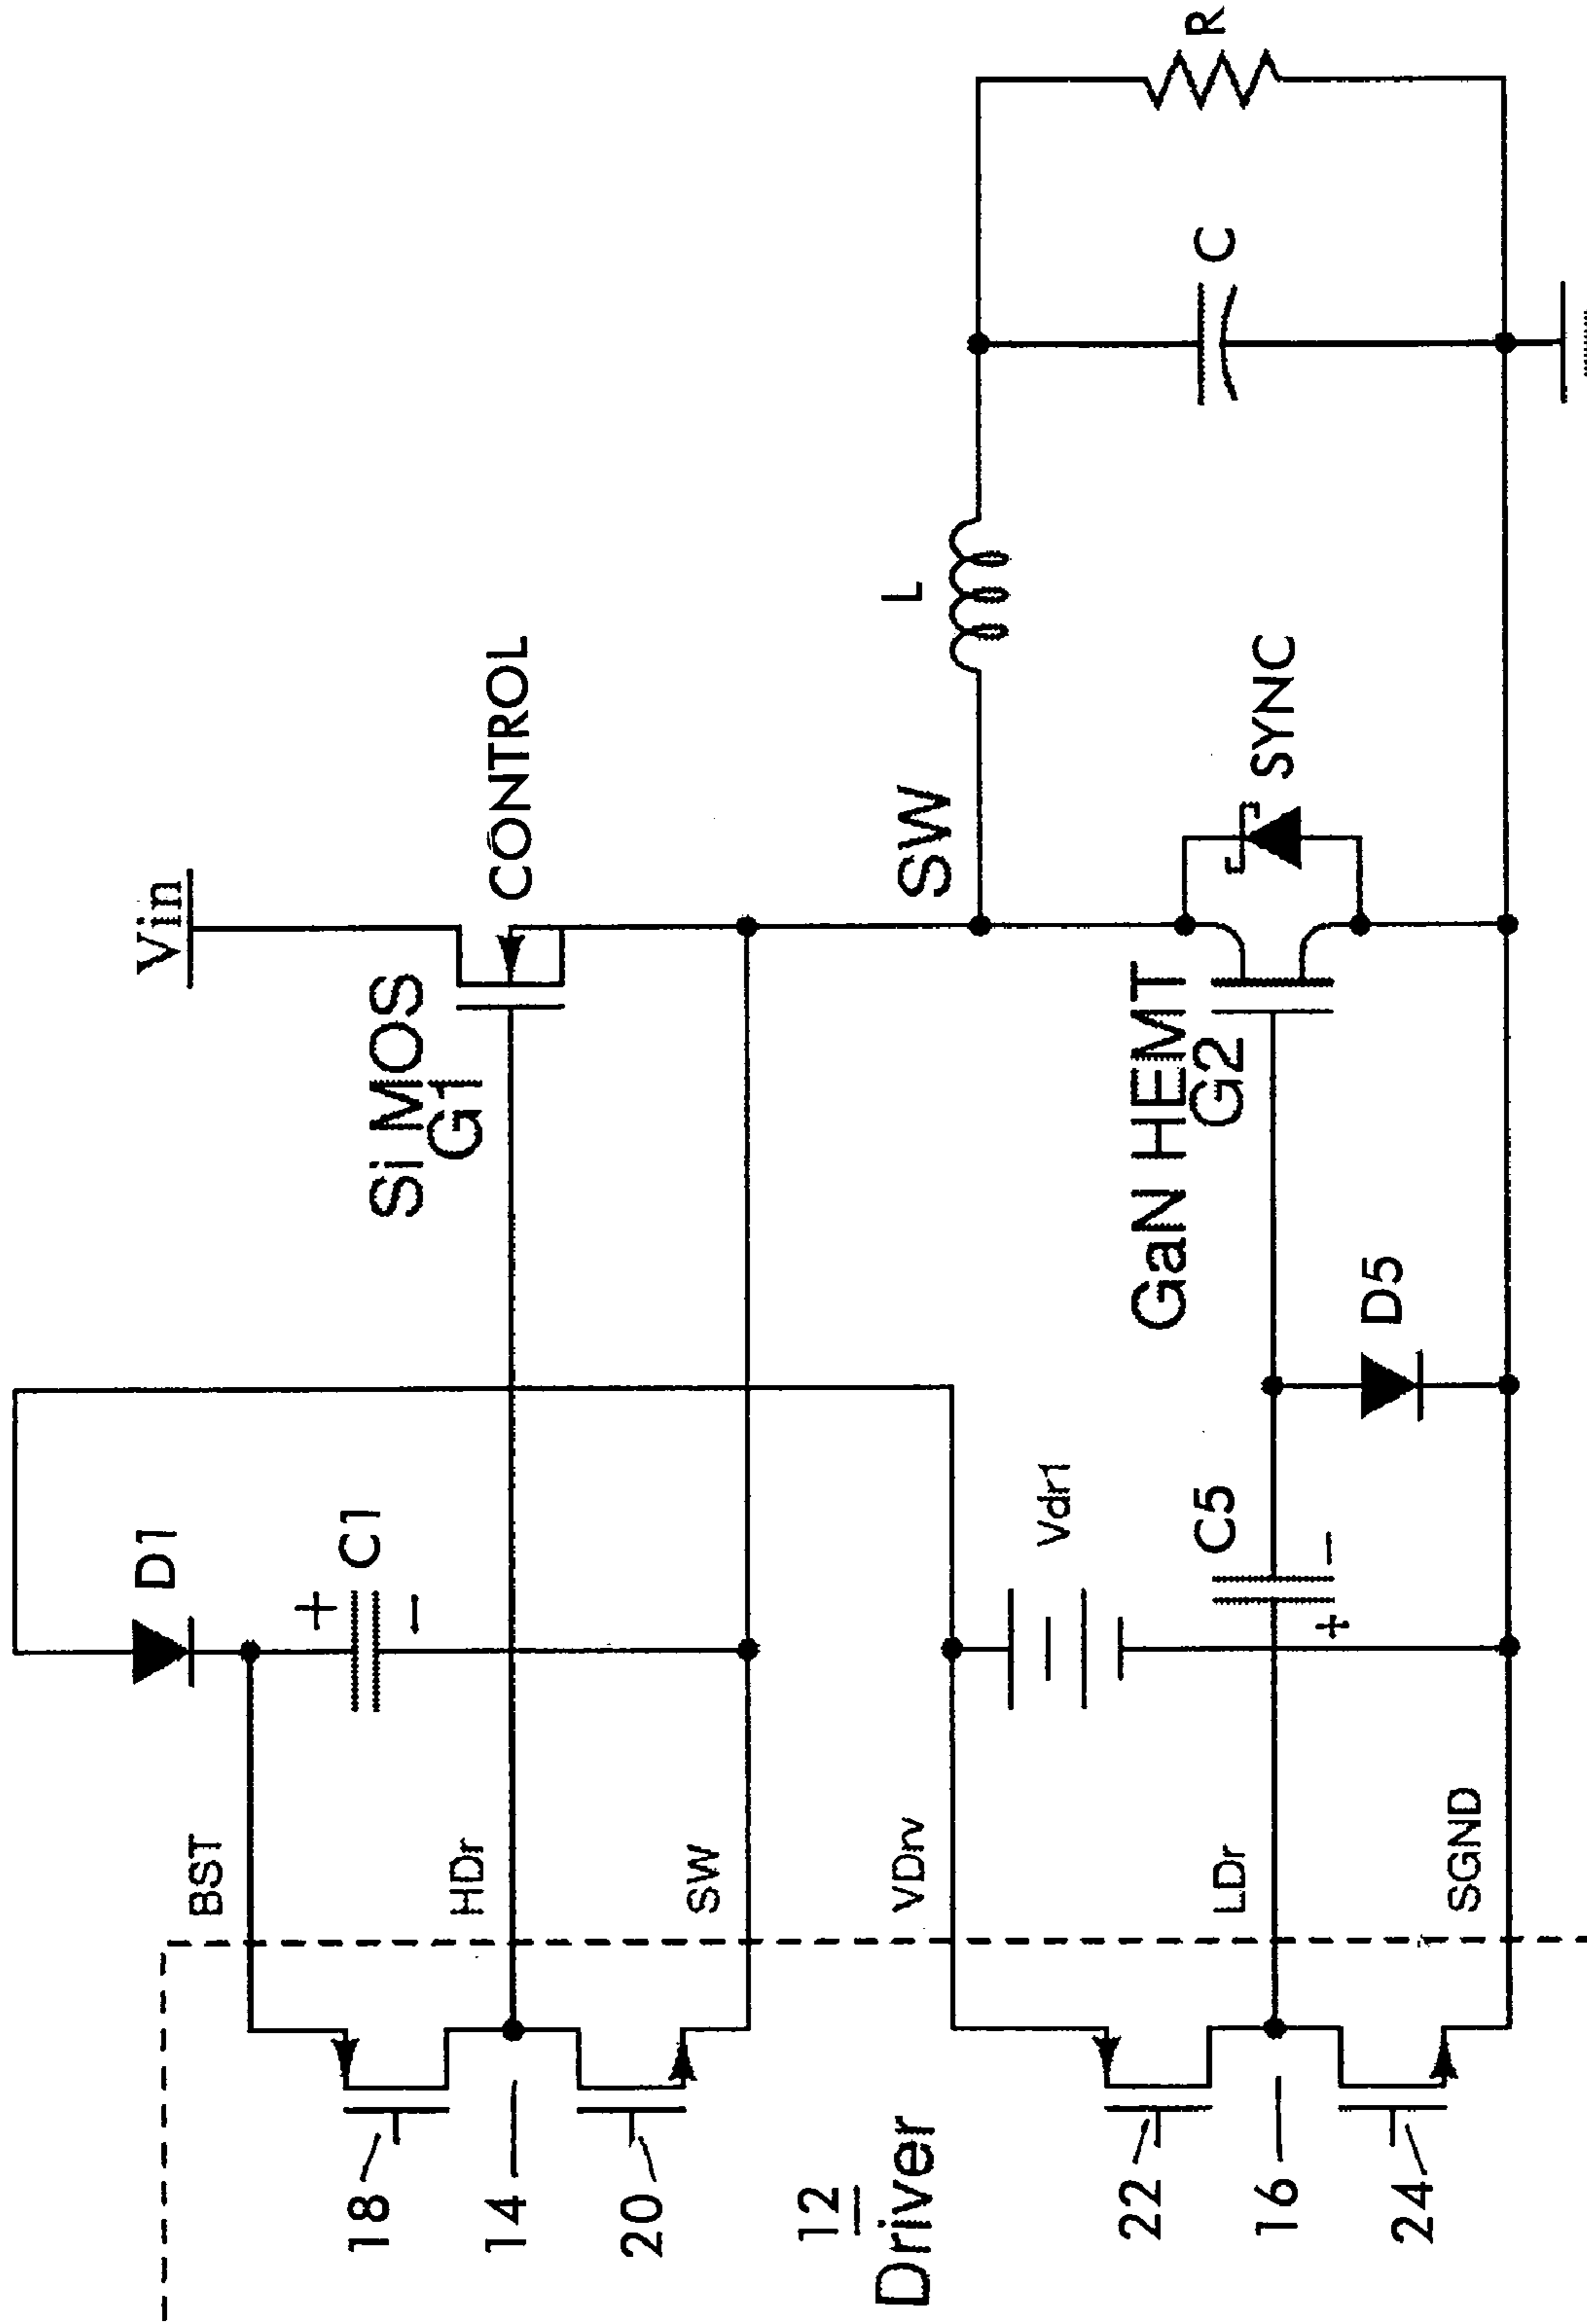 Vin
Si MOS
G1
CONTROL
D1
+
C1
−
BST
HDr
SW
18
14
20
SW
L
C
R
12
Driver
VDrv
Vdr1
LDr
C5
+
−
SGND
22
16
24
GaN HEMT
G2
D5
SYNC